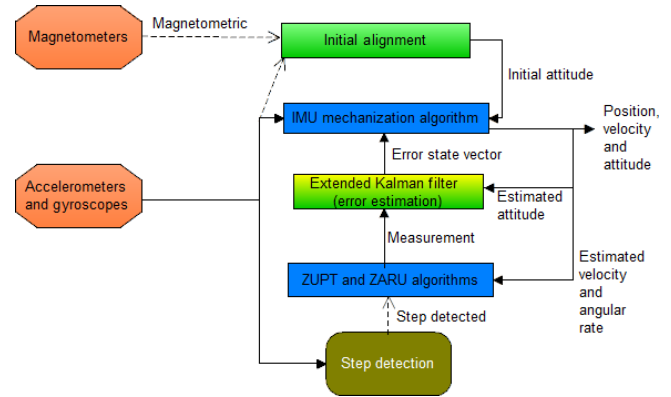 Magnetometers
Magnetometric
Initial alignment
Initial attitude
IMU mechanization algorithm
Position,
velocity
and
attitude
Error state vector
Accelerometers
and gyroscopes
Extended Kalman filter
(error estimation)
Estimated
attitude
Measurement
ZUPT and ZARU algorithms
Estimated
velocity
and
angular
rate
Step detected
Step detection